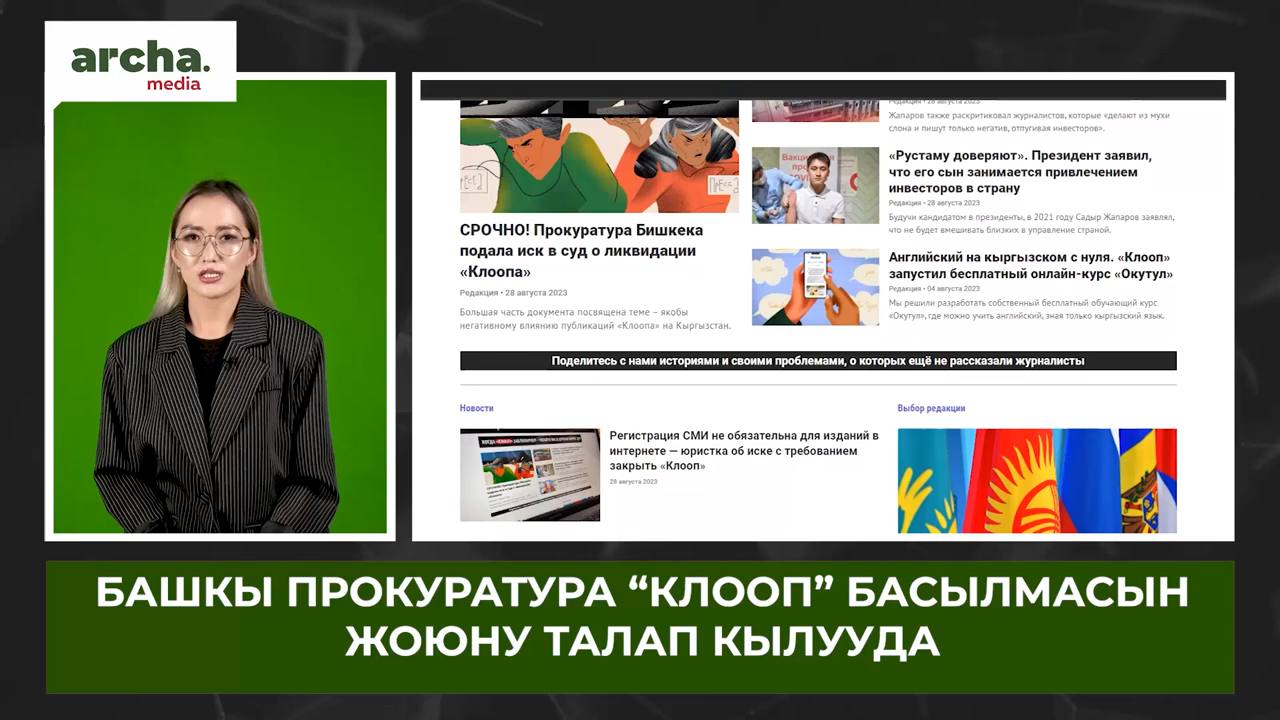 archa.
media
Редакция • 28 августа 2023
Жапаров также раскритиковал журналистов, которые «делают из мухи
слона и пишут только негатив, отпугивая инвесторов».
«Рустаму доверяют». Президент заявил,
что его сын занимается привлечением
инвесторов в страну
Редакция • 28 августа 2023
Будучи кандидатом в президенты, в 2021 году Садыр Жапаров заявлял,
что не будет вмешивать близких в управление страной.
СРОЧНО! Прокуратура Бишкека
подала иск в суд о ликвидации
«Клоопа»
Редакция • 28 августа 2023
Большая часть документа посвящена теме – якобы
негативному влиянию публикаций «Клоопа» на Кыргызстан.
Английский на кыргызском с нуля. «Клооп»
запустил бесплатный онлайн-курс «Окутул»
Редакция • 04 августа 2023
Мы решили разработать собственный бесплатный обучающий курс
«Окутул», где можно учить английский, зная только кыргызский язык.
Поделитесь с нами историями и своими проблемами, о которых ещё не рассказали журналисты
Новости
Выбор редакции
Регистрация СМИ не обязательна для изданий в
интернете — юристка об иске с требованием
закрыть «Клооп»
28 августа 2023
БАШКЫ ПРОКУРАТУРА “КЛООП” БАСЫЛМАСЫН
ЖОЮНУ ТАЛАП КЫЛУУДА